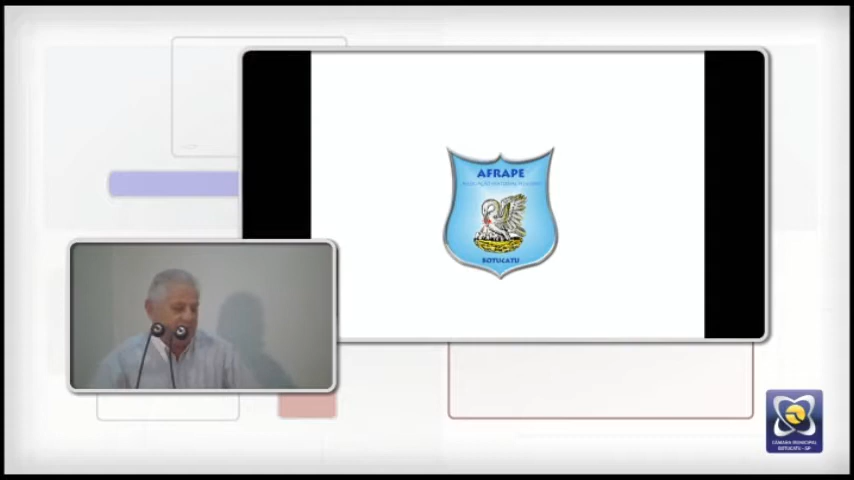 AFRAPE
BOTUCATU
CÂMARA MUNICIPAL
BOTUCATU - SP